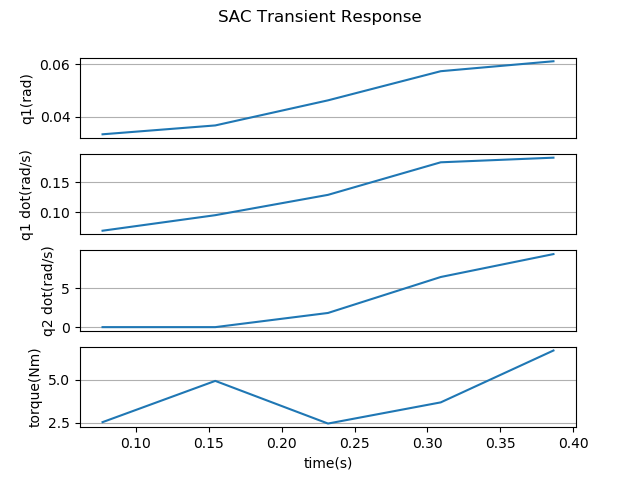 SAC Transient Response
q1(rad)
0.06
0.04
q1 dot(rad/s)
0.15
0.10
q2 dot(rad/s)
5
0
torque(Nm)
5.0
2.5
0.10 0.15 0.20 0.25 0.30 0.35 0.40
time(s)